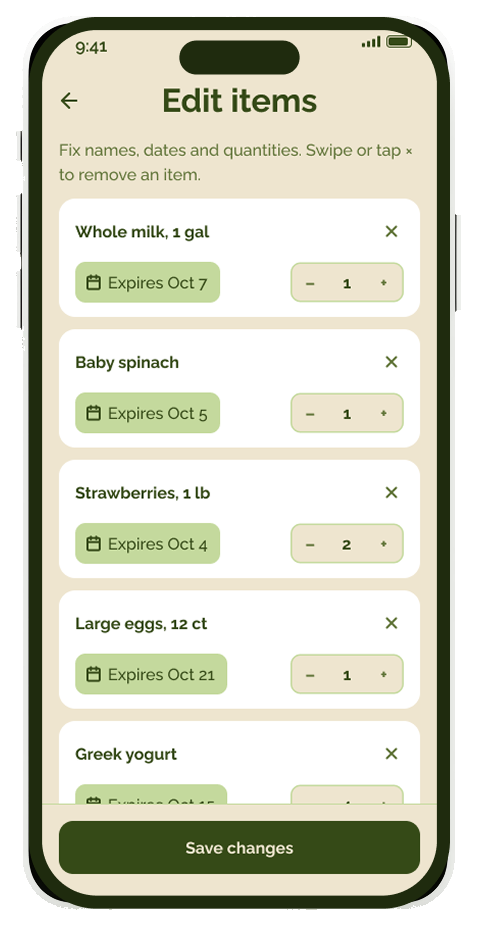 9:41
Edit items
Fix names, dates and quantities. Swipe or tap ×
to remove an item.
Whole milk, 1 gal ×
Expires Oct 7 – 1 +
Baby spinach ×
Expires Oct 5 – 1 +
Strawberries, 1 lb ×
Expires Oct 4 – 2 +
Large eggs, 12 ct ×
Expires Oct 21 – 1 +
Greek yogurt ×
Expires Oct
Save changes